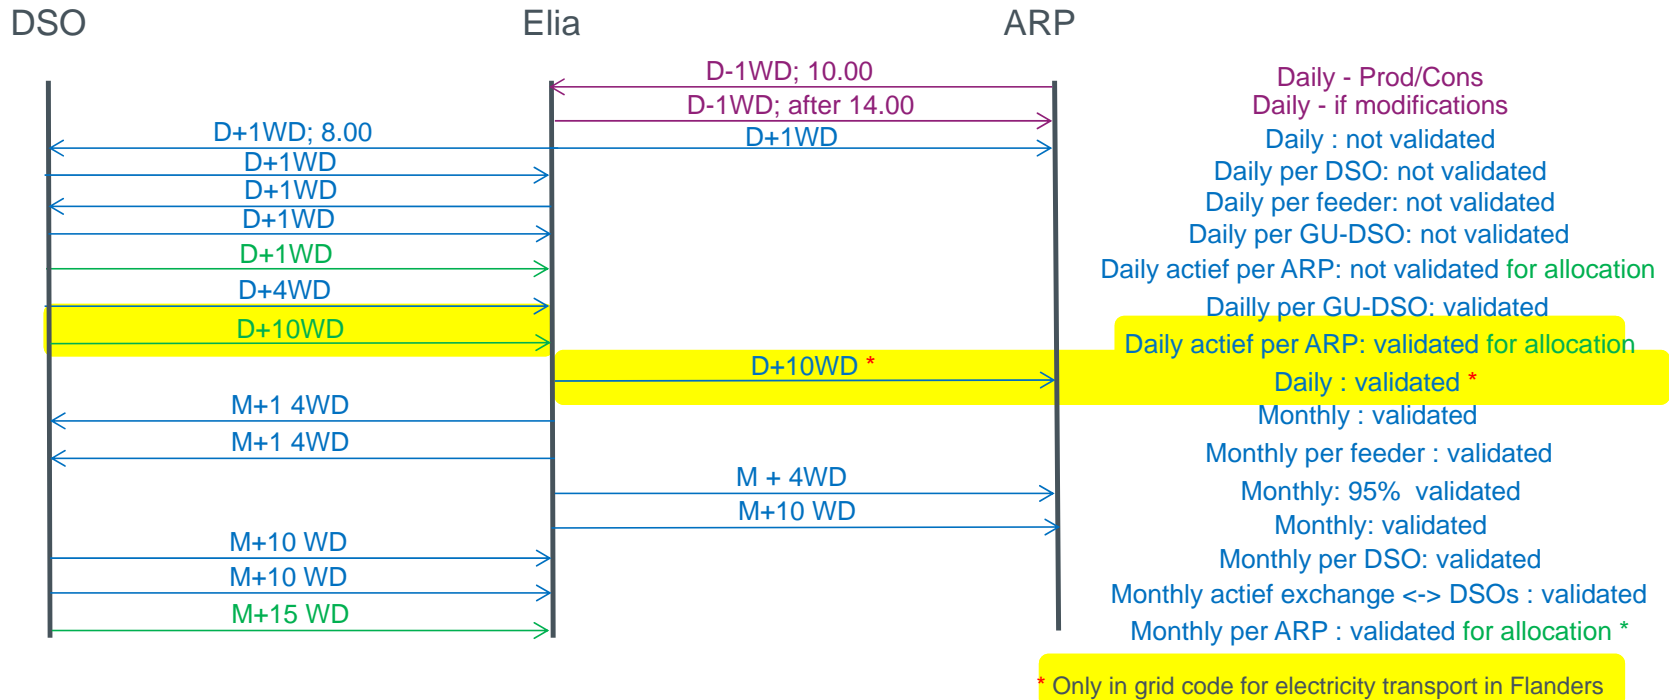 DSO Elia ARP
D-1WD; 10.00 Daily - Prod/Cons
D-1WD; after 14.00 Daily - if modifications
D+1WD; 8.00 D+1WD Daily : not validated
D+1WD Daily per DSO: not validated
D+1WD Daily per feeder: not validated
D+1WD Daily per GU-DSO: not validated
D+1WD Daily actief per ARP: not validated for allocation
D+4WD Dailly per GU-DSO: validated
D+10WD Daily actief per ARP: validated for allocation
D+10WD * Daily : validated *
M+1 4WD Monthly : validated
M+1 4WD Monthly per feeder : validated
M + 4WD Monthly: 95% validated
M+10 WD Monthly: validated
M+10 WD Monthly per DSO: validated
M+10 WD Monthly actief exchange <-> DSOs : validated
M+15 WD Monthly per ARP : validated for allocation *
* Only in grid code for electricity transport in Flanders